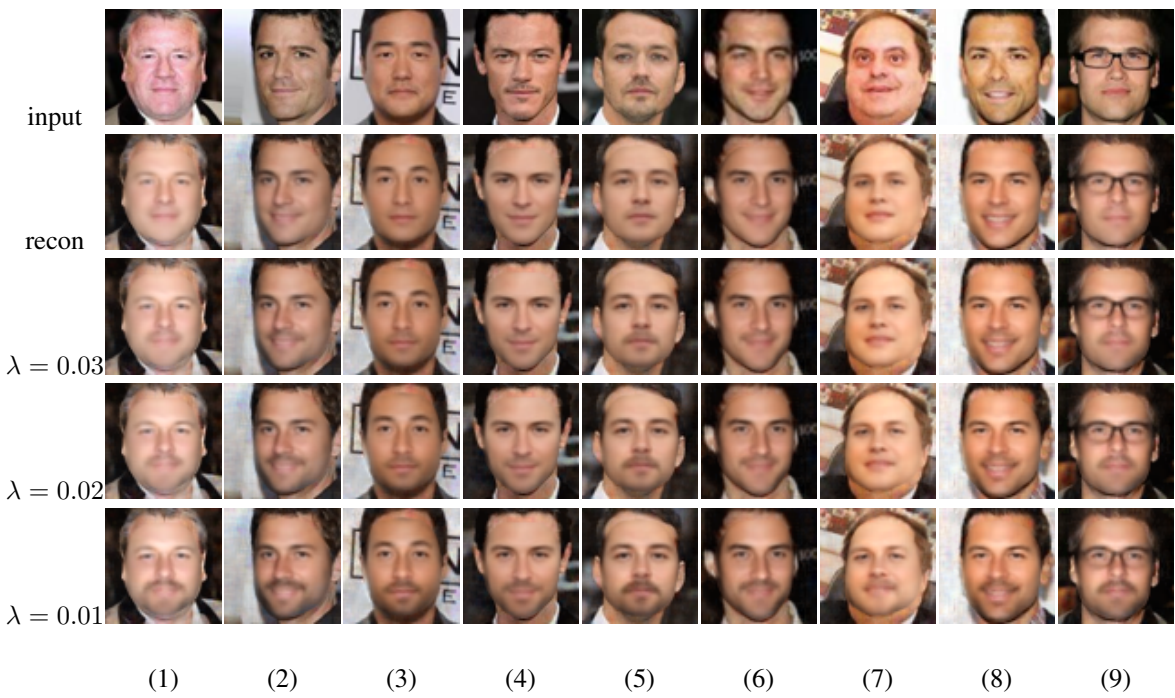 input
recon
λ = 0.03
λ = 0.02
λ = 0.01
(1) (2) (3) (4) (5) (6) (7) (8) (9)